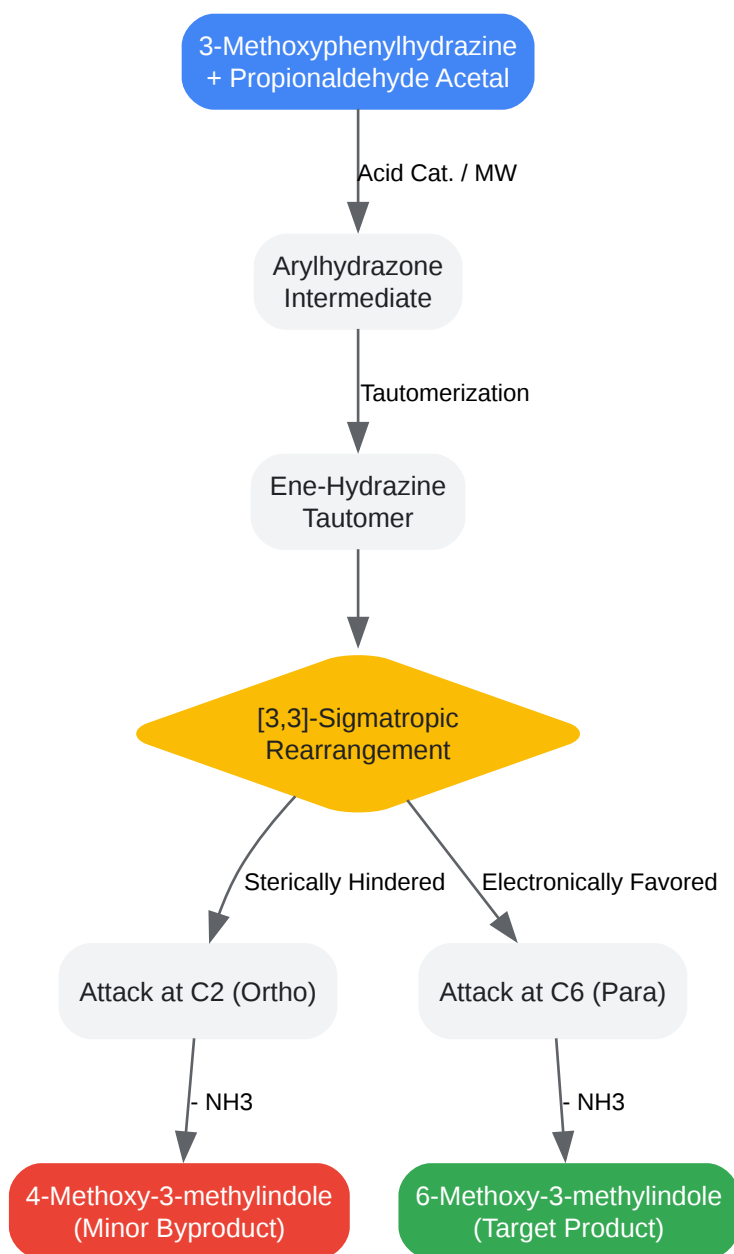 3-Methoxyphenylhydrazine
+ Propionaldehyde Acetal
Acid Cat. / MW
Arylhydrazone
Intermediate
Tautomerization
Ene-Hydrazine
Tautomer
[3,3]-Sigmatropic
Rearrangement
Sterically Hindered
Electronically Favored
Attack at C2 (Ortho)
Attack at C6 (Para)
- NH3
- NH3
4-Methoxy-3-methylindole
(Minor Byproduct)
6-Methoxy-3-methylindole
(Target Product)